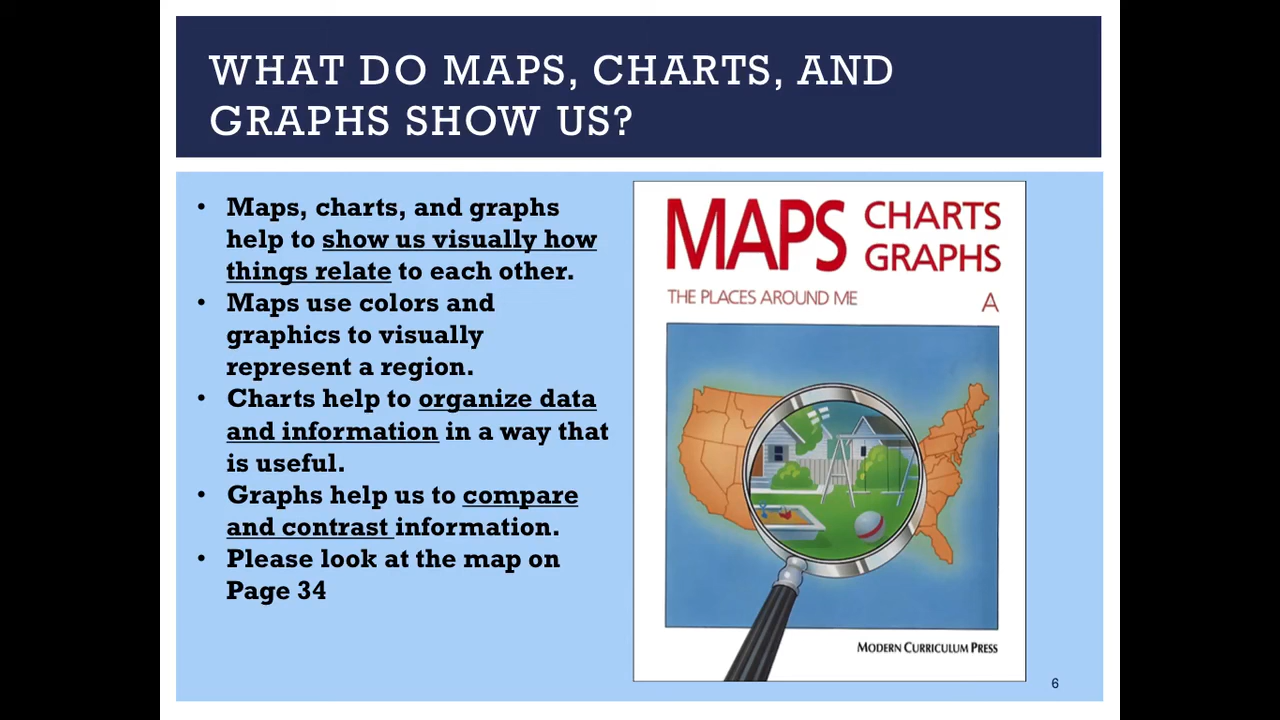 WHAT DO MAPS, CHARTS, AND
GRAPHS SHOW US?
• Maps, charts, and graphs
help to show us visually how
things relate to each other.
• Maps use colors and
graphics to visually
represent a region.
• Charts help to organize data
and information in a way that
is useful.
• Graphs help us to compare
and contrast information.
• Please look at the map on
Page 34
MAPS CHARTS
GRAPHS
THE PLACES AROUND ME A
MODERN CURRICULUM PRESS
6